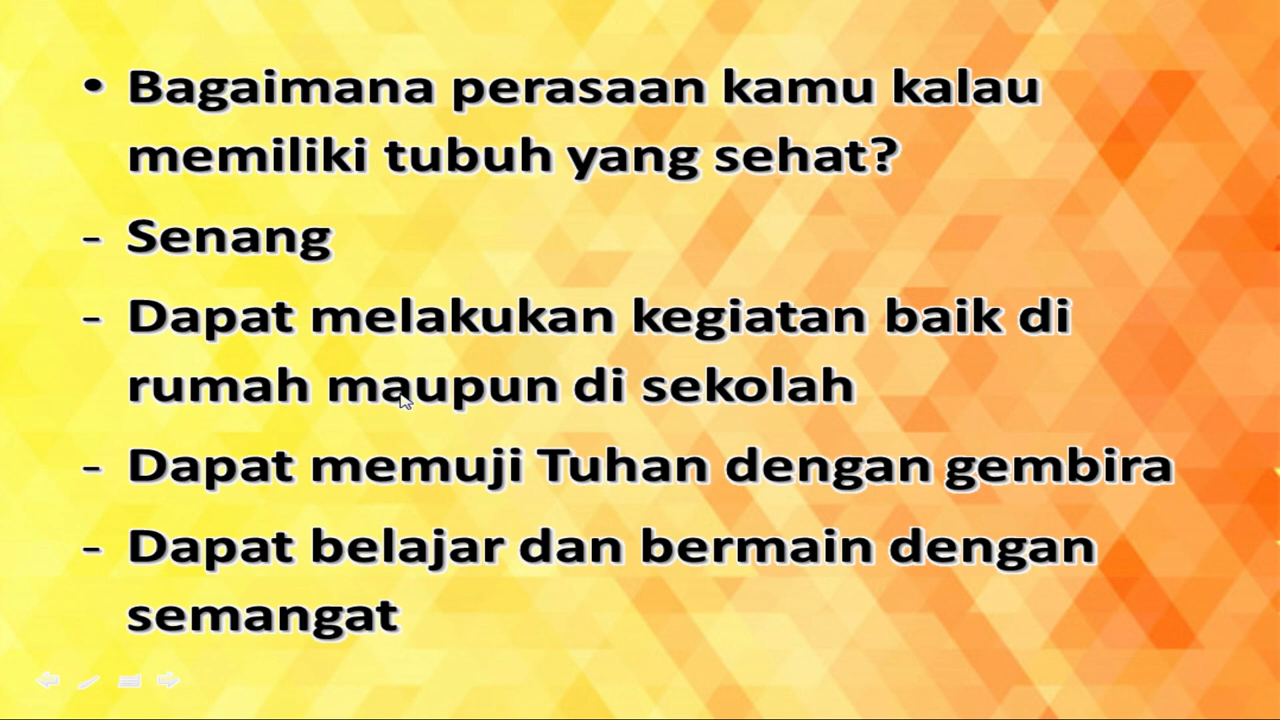 • Bagaimana perasaan kamu kalau
memiliki tubuh yang sehat?
- Senang
- Dapat melakukan kegiatan baik di
rumah maupun di sekolah
- Dapat memuji Tuhan dengan gembira
- Dapat belajar dan bermain dengan
semangat